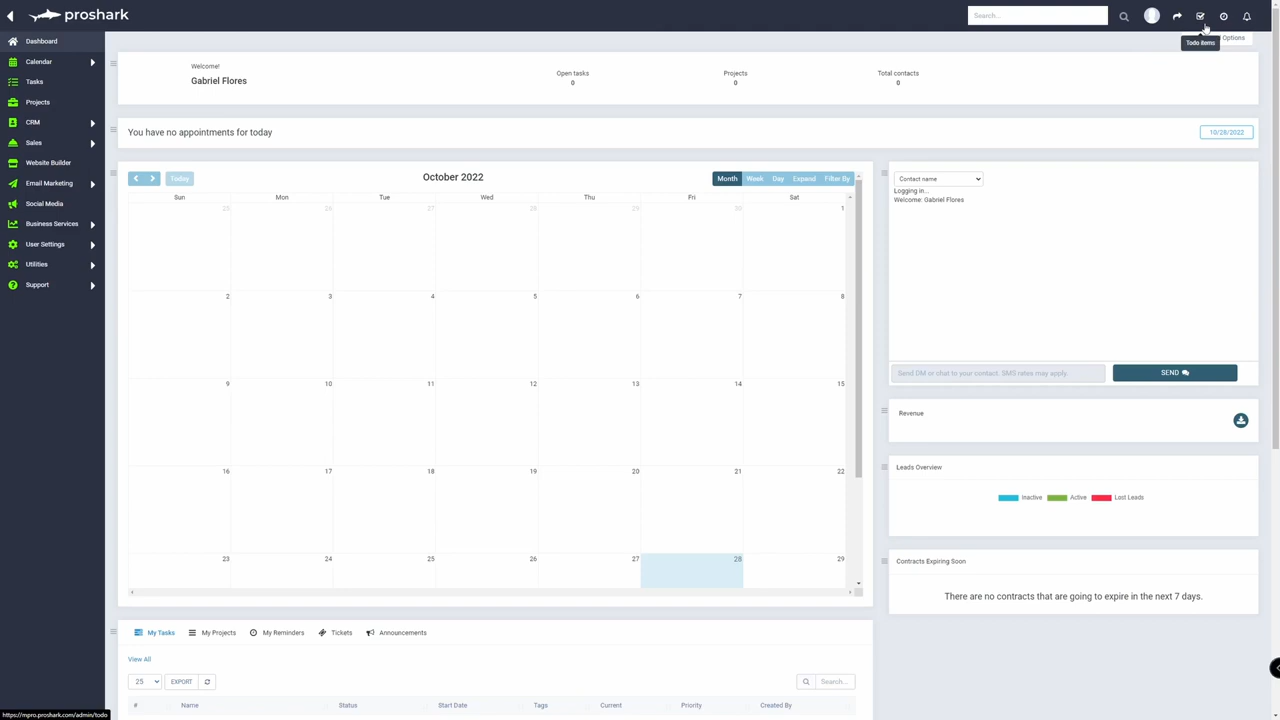 proshark
Search...
Todo items
Options
Dashboard
Calendar
Tasks
Projects
CRM
Sales
Website Builder
Email Marketing
Social Media
Business Services
User Settings
Utilities
Support
Welcome!
Gabriel Flores
Open tasks
0
Projects
0
Total contacts
0
You have no appointments for today
10/28/2022
Today
October 2022
Month Week Day Expand Filter By
Sun Mon Tue Wed Thu Fri Sat
25 26 27 28 29 30 1
2 3 4 5 6 7 8
9 10 11 12 13 14 15
16 17 18 19 20 21 22
23 24 25 26 27 28 29
Contact name
Logging in...
Welcome: Gabriel Flores
Send DM or chat to your contact. SMS rates may apply.
SEND
Revenue
Leads Overview
Inactive Active Lost Leads
Contracts Expiring Soon
There are no contracts that are going to expire in the next 7 days.
My Tasks My Projects My Reminders Tickets Announcements
View All
25 EXPORT Search...
# Name Status Start Date Tags Current Priority Created By
https://mpro.proshark.com/admin/todo